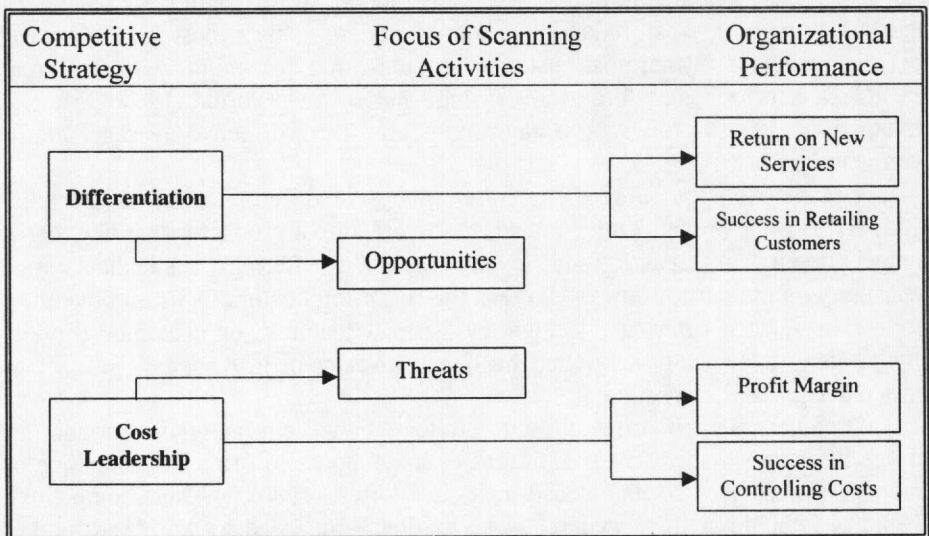 Competitive
Strategy
Focus of Scanning
Activities
Organizational
Performance
Return on New
Services
Differentiation
Success in Retailing
Customers
Opportunities
Threats
Profit Margin
Cost
Leadership
Success in
Controlling Costs